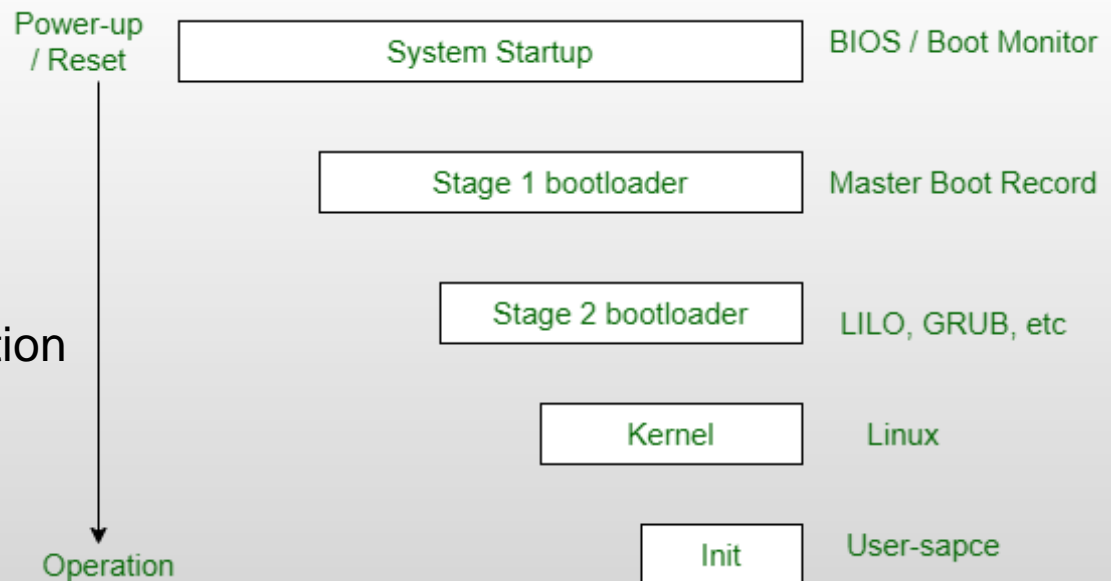 Power-up
/ Reset
System Startup
BIOS / Boot Monitor
Stage 1 bootloader
Master Boot Record
Stage 2 bootloader
LILO, GRUB, etc
tion
Kernel
Linux
Init
User-sapce
Operation